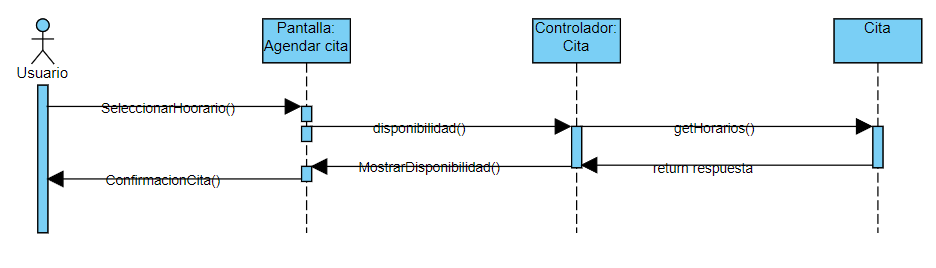 Pantalla:
Agendar cita
Controlador:
Cita
Cita
Usuario
SeleccionarHoorario()
disponibilidad()
getHorarios()
MostrarDisponibilidad()
return respuesta
ConfirmacionCita()